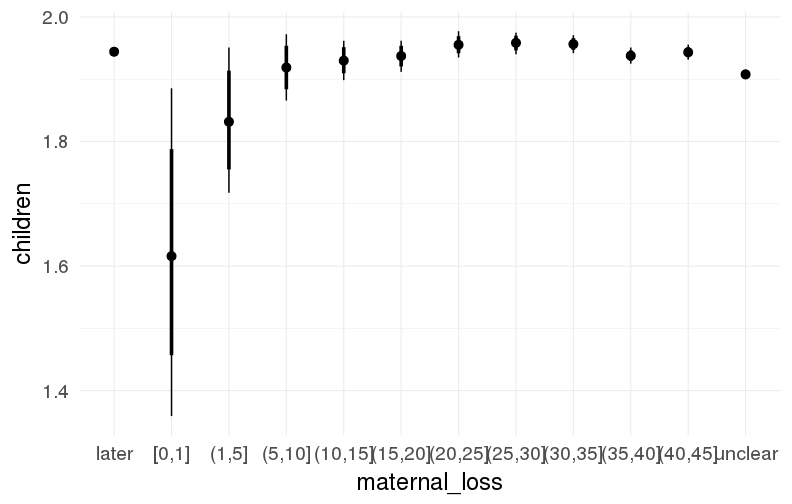 2.0
1.8
1.6
1.4
children
later [0,1] (1,5] (5,10] (10,15] (15,20] (20,25] (25,30] (30,35] (35,40] (40,45] unclear
maternal_loss